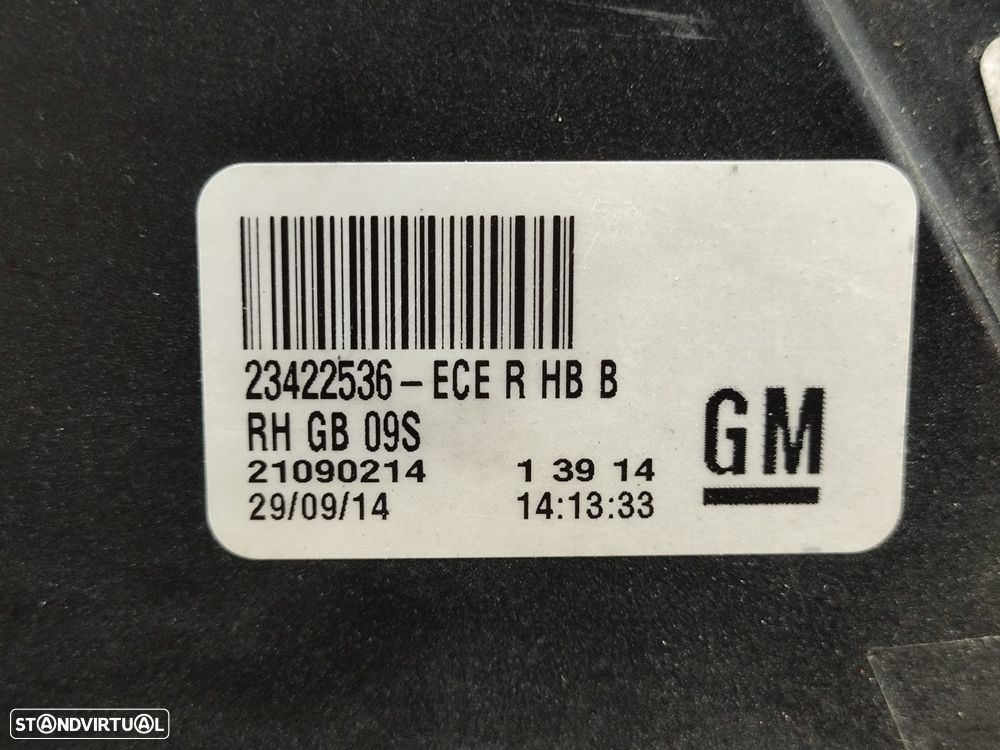 23422536-ECE R HB B
RH GB 09S
21090214 1 39 14
29/09/14 14:13:33
GM
STANDVIRTUAL